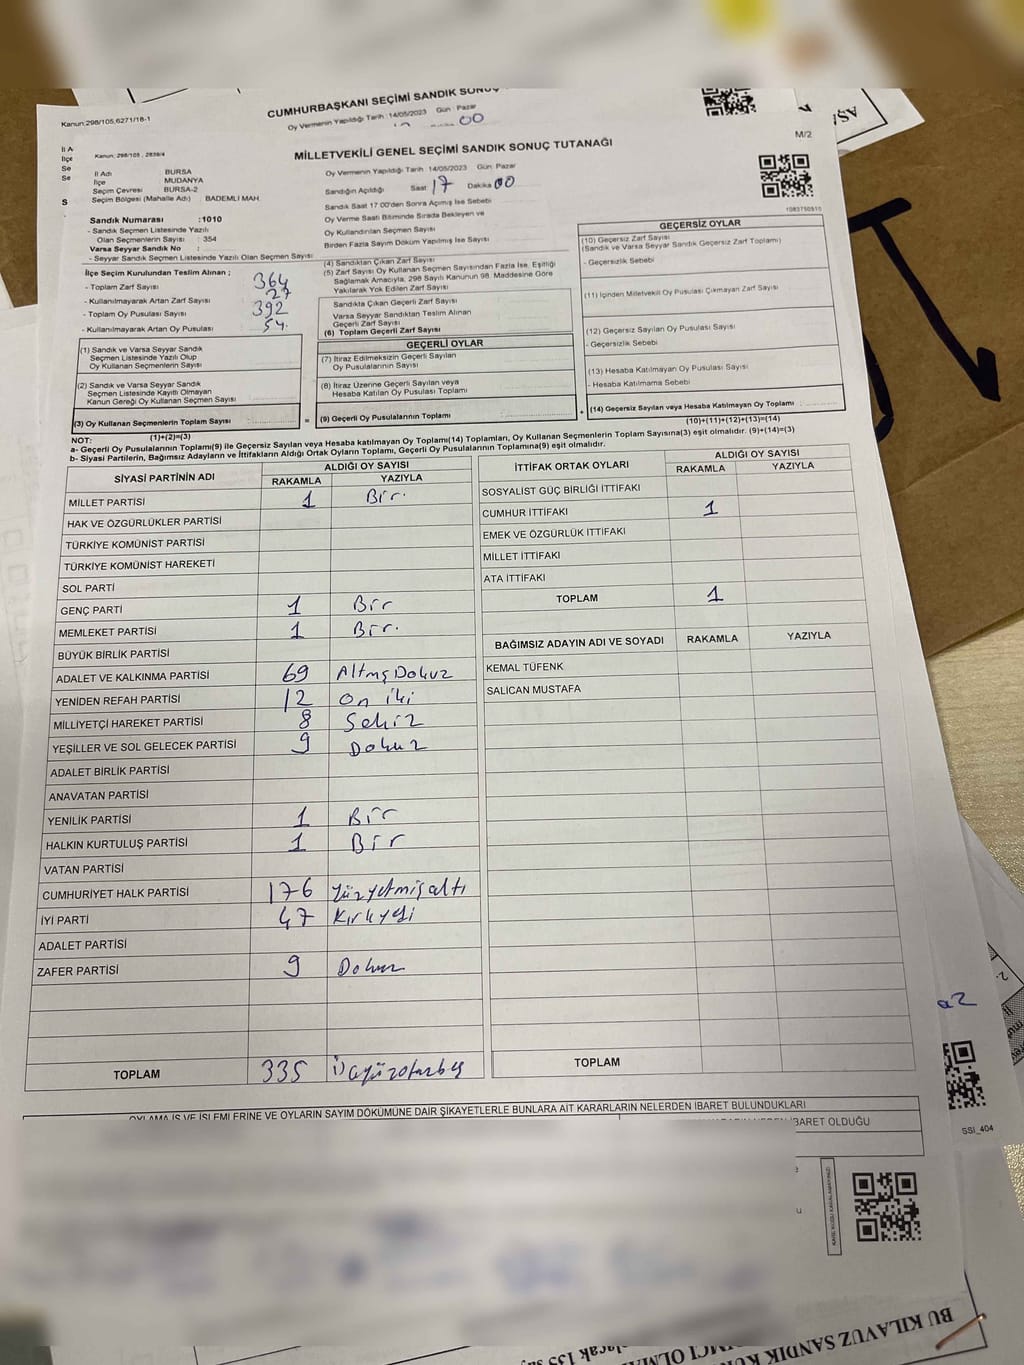 CUMHURBAŞKANI SEÇİMİ SANDIK SONUÇ
Kanun:298/105,6271/18-1
Oy Vermenin Yapıldığı Tarih :14/05/2023 Gün : Pazar
00
M/2
MİLLETVEKİLİ GENEL SEÇİMİ SANDIK SONUÇ TUTANAĞI
İl Adı BURSA
İlçe MUDANYA
Seçim Çevresi BURSA-2
Seçim Bölgesi (Mahalle Adı) BADEMLİ MAH.
Oy Vermenin Yapıldığı Tarih 14/05/2023 Gün: Pazar
Sandığın Açıldığı Saat 17 Dakika 00
Sandık Saat 17.00'den Sonra Açılmış İse Sebebi
Oy Verme Saati Bitiminde Sırada Bekleyen ve
Oy Kullandırılan Seçmen Sayısı
Birden Fazla Sayım Döküm Yapılmış İse Sayısı
1083750510
Sandık Numarası :1010
- Sandık Seçmen Listesinde Yazılı
Olan Seçmenlerin Sayısı : 354
Varsa Seyyar Sandık No :
- Seyyar Sandık Listesinde Yazılı Olan Seçmen Sayısı
İlçe Seçim Kurulundan Teslim Alınan ;
- Toplam Zarf Sayısı 364
- Kullanılmayarak Artan Zarf Sayısı 27
- Toplam Oy Pusulası Sayısı 392
- Kullanılmayarak Artan Oy Pusulası 54.
(1) Sandık ve Varsa Seyyar Sandık
Seçmen Listesinde Yazılı Olup
Oy Kullanan Seçmenlerin Sayısı
(2) Sandık ve Varsa Seyyar Sandık
Seçmen Listesinde Kayıtlı Olmayan
Kanun Gereği Oy Kullanan Seçmen Sayısı
(3) Oy Kullanan Seçmenlerin Toplam Sayısı
(1)+(2)=(3)
(4) Sandıktan Çıkan Zarf Sayısı
(5) Zarf Sayısı Oy Kullanan Seçmen Sayısından Fazla İse, Eşitliği
Sağlamak Amacıyla, 298 Sayılı Kanunun 98. Maddesine Göre
Yakılarak Yok Edilen Zarf Sayısı
Sandıkta Çıkan Geçerli Zarf Sayısı
Varsa Seyyar Sandıktan Teslim Alınan
Geçerli Zarf Sayısı
(6) Toplam Geçerli Zarf Sayısı
GEÇERLİ OYLAR
(7) İtiraz Edilmeksizin Geçerli Sayılan
Oy Pusulalarının Sayısı
(8) İtiraz Üzerine Geçerli Sayılan veya
Hesaba Katılan Oy Pusulası Toplamı
(9) Geçerli Oy Pusulalarının Toplamı
GEÇERSİZ OYLAR
(10) Geçersiz Zarf Sayısı
(Sandık ve Varsa Seyyar Sandık Geçersiz Zarf Toplamı)
- Geçersizlik Sebebi
(11) İçinden Milletvekili Oy Pusulası Çıkmayan Zarf Sayısı
(12) Geçersiz Sayılan Oy Pusulası Sayısı
- Geçersizlik Sebebi
(13) Hesaba Katılmayan Oy Pusulası Sayısı
- Hesaba Katılmama Sebebi
(14) Geçersiz Sayılan veya Hesaba Katılmayan Oy Toplamı
(10)+(11)+(12)+(13)=(14)
NOT:
a- Geçerli Oy Pusulalarının Toplamı(9) ile Geçersiz Sayılan veya Hesaba katılmayan Oy Toplamı(14) Toplamları, Oy Kullanan Seçmenlerin Toplam Sayısına(3) eşit olmalıdır. (9)+(14)=(3)
b- Siyasi Partilerin, Bağımsız Adayların ve İttifakların Aldığı Ortak Oyların Toplamı, Geçerli Oy Pusulalarının Toplamına(9) eşit olmalıdır.
SİYASİ PARTİNİN ADI ALDIĞI OY SAYISI
RAKAMLA YAZIYLA
MİLLET PARTİSİ 1 Bir.
HAK VE ÖZGÜRLÜKLER PARTİSİ
TÜRKİYE KOMÜNİST PARTİSİ
TÜRKİYE KOMÜNİST HAREKETİ
SOL PARTİ
GENÇ PARTİ 1 Bir
MEMLEKET PARTİSİ 1 Bir.
BÜYÜK BİRLİK PARTİSİ
ADALET VE KALKINMA PARTİSİ 69 Altmış Dokuz
YENİDEN REFAH PARTİSİ 12 On iki
MİLLİYETÇİ HAREKET PARTİSİ 8 Sekiz
YEŞİLLER VE SOL GELECEK PARTİSİ 9 Dokuz
ADALET BİRLİK PARTİSİ
ANAVATAN PARTİSİ
YENİLİK PARTİSİ 1 Bir
HALKIN KURTULUŞ PARTİSİ 1 Bir
VATAN PARTİSİ
CUMHURİYET HALK PARTİSİ 176 Yüzyetmişaltı
İYİ PARTİ 47 Kırkyedi
ADALET PARTİSİ
ZAFER PARTİSİ 9 Dokuz
TOPLAM 335 Üçyüzotuzbeş
İTTİFAK ORTAK OYLARI ALDIĞI OY SAYISI
RAKAMLA YAZIYLA
SOSYALİST GÜÇ BİRLİĞİ İTTİFAKI
CUMHUR İTTİFAKI 1
EMEK VE ÖZGÜRLÜK İTTİFAKI
MİLLET İTTİFAKI
ATA İTTİFAKI
TOPLAM 1
BAĞIMSIZ ADAYIN ADI VE SOYADI RAKAMLA YAZIYLA
KEMAL TÜFENK
SALİCAN MUSTAFA
TOPLAM
OYLAMA İŞ VE İŞLEMLERİNE VE OYLARIN SAYIM DÖKÜMÜNE DAİR ŞİKAYETLERLE BUNLARA AİT KARARLARIN NELERDEN İBARET BULUNDUKLARI
İBARET OLDUĞU
SSİ_404
BU KILAVUZ SANDIK